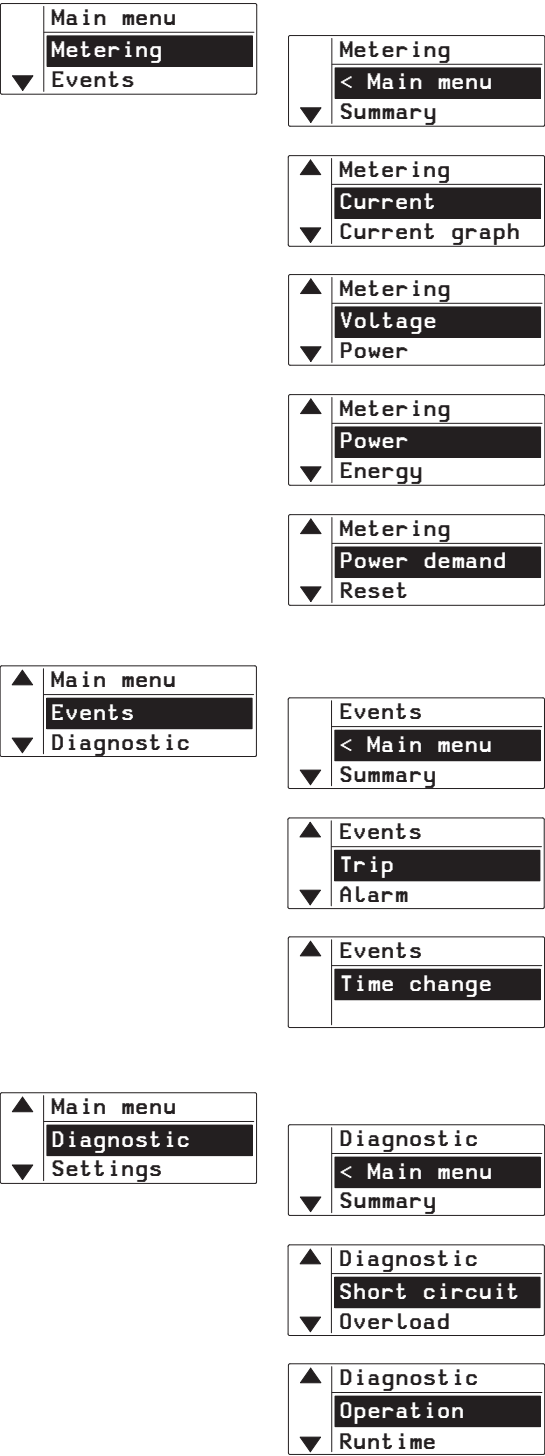 Main menu
Metering
Events
Metering
< Main menu
Summary
Metering
Current
Current graph
Metering
Voltage
Power
Metering
Power
Energy
Metering
Power demand
Reset
Main menu
Events
Diagnostic
Events
< Main menu
Summary
Events
Trip
Alarm
Events
Time change
Main menu
Diagnostic
Settings
Diagnostic
< Main menu
Summary
Diagnostic
Short circuit
Overload
Diagnostic
Operation
Runtime